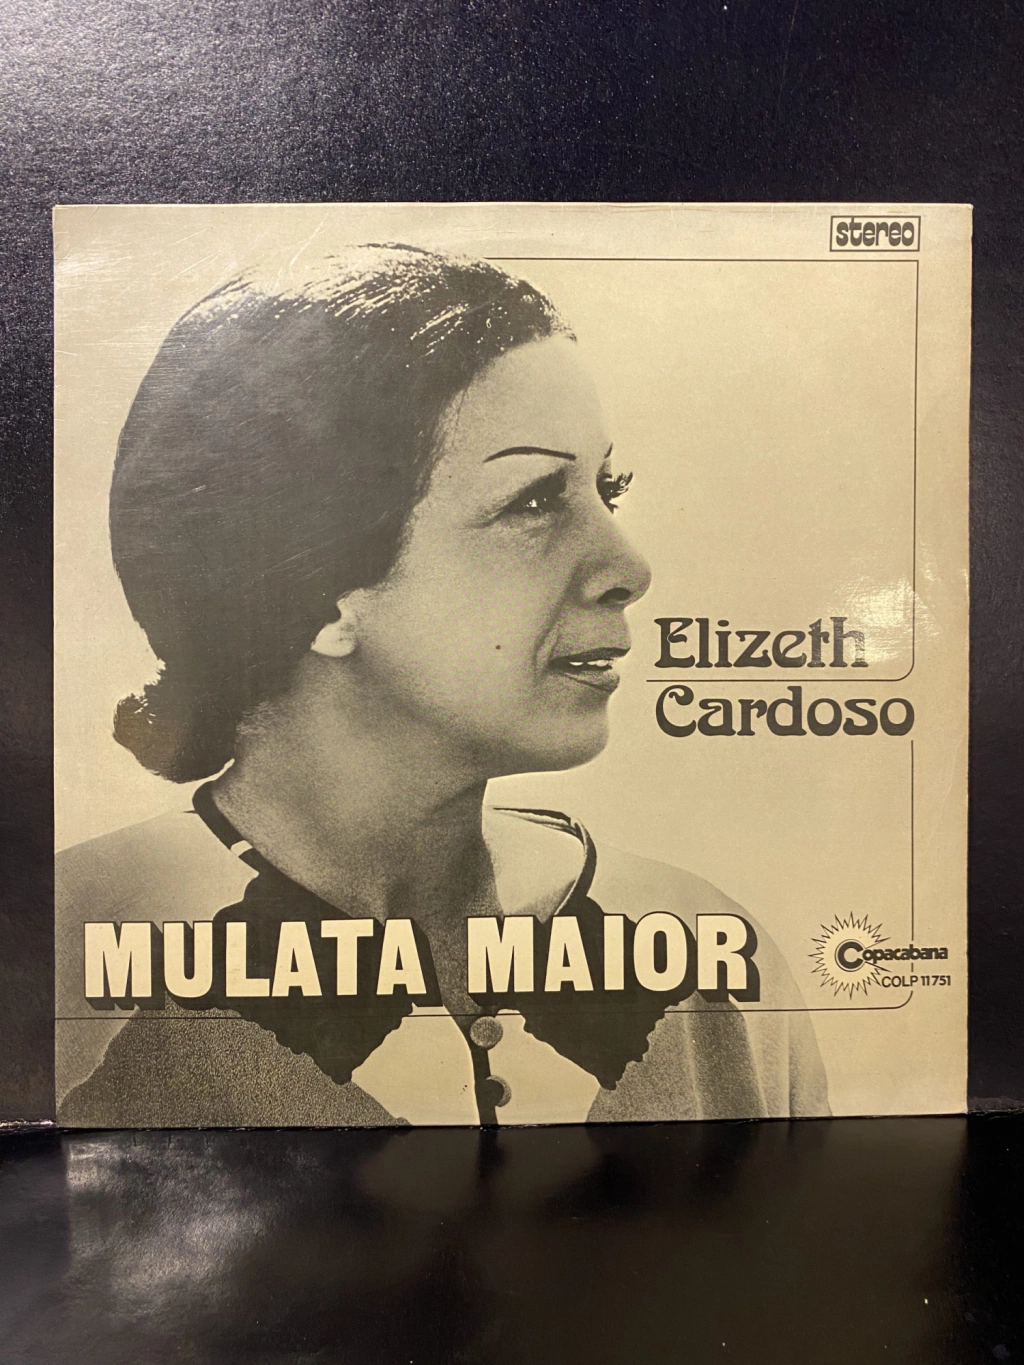 stereo
Elizeth
Cardoso
MULATA MAIOR
Copacabana
COLP 11751